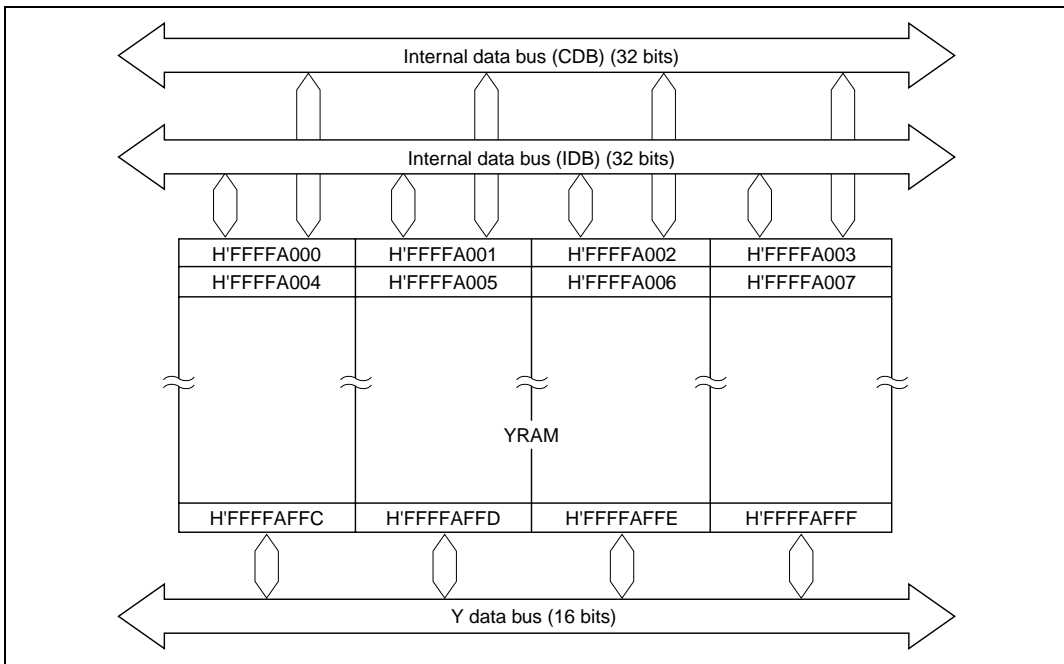 Internal data bus (CDB) (32 bits)
Internal data bus (IDB) (32 bits)
H'FFFFA000 H'FFFFA001 H'FFFFA002 H'FFFFA003
H'FFFFA004 H'FFFFA005 H'FFFFA006 H'FFFFA007
YRAM
H'FFFFAFFC H'FFFFAFFD H'FFFFAFFE H'FFFFAFFF
Y data bus (16 bits)